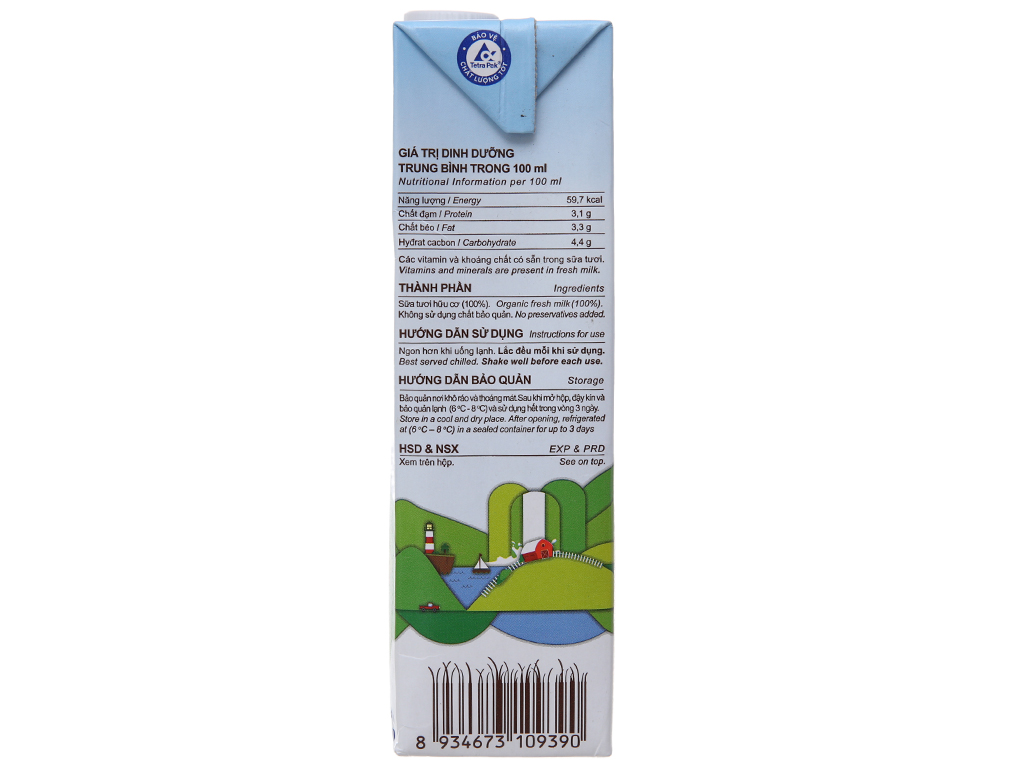 BẢO VỆ
Tetra Pak®
CHẤT LƯỢNG TỐT
GIÁ TRỊ DINH DƯỠNG
TRUNG BÌNH TRONG 100 ml
Nutritional Information per 100 ml
Năng lượng / Energy 59,7 kcal
Chất đạm / Protein 3,1 g
Chất béo / Fat 3,3 g
Hyđrat cacbon / Carbohydrate 4,4 g
Các vitamin và khoáng chất có sẵn trong sữa tươi.
Vitamins and minerals are present in fresh milk.
THÀNH PHẦN Ingredients
Sữa tươi hữu cơ (100%). Organic fresh milk (100%).
Không sử dụng chất bảo quản. No preservatives added.
HƯỚNG DẪN SỬ DỤNG Instructions for use
Ngon hơn khi uống lạnh. Lắc đều mỗi khi sử dụng.
Best served chilled. Shake well before each use.
HƯỚNG DẪN BẢO QUẢN Storage
Bảo quản nơi khô ráo và thoáng mát. Sau khi mở hộp, đậy kín và
bảo quản lạnh (6 °C - 8 °C) và sử dụng hết trong vòng 3 ngày.
Store in a cool and dry place. After opening, refrigerated
at (6 °C – 8 °C) in a sealed container for up to 3 days
HSD & NSX EXP & PRD
Xem trên hộp. See on top.
8 934673 109390